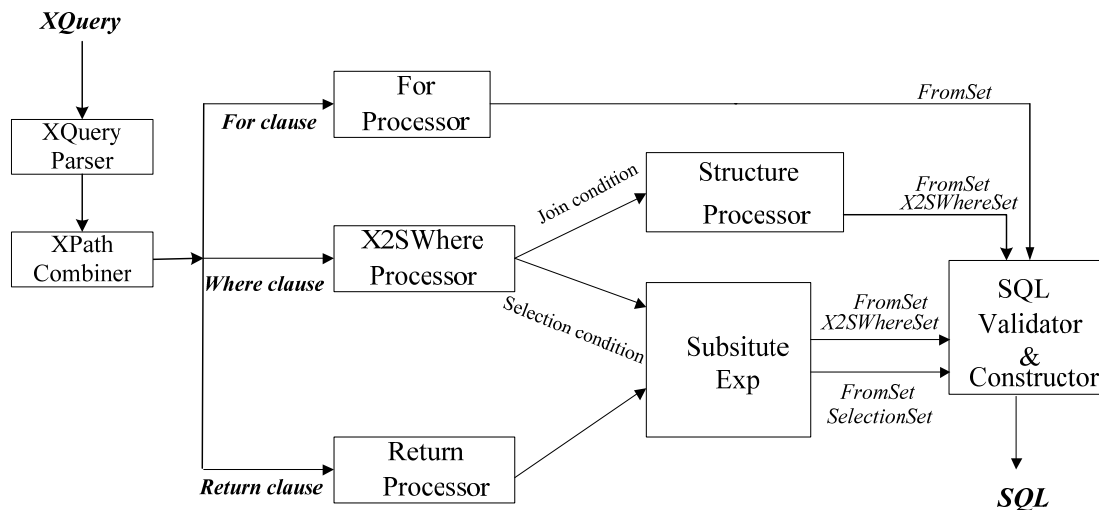 XQuery
XQuery
Parser
XPath
Combiner
For clause
For
Processor
FromSet
Where clause
X2SWhere
Processor
Join condition
Structure
Processor
FromSet
X2SWhereSet
Selection condition
Subsitute
Exp
FromSet
X2SWhereSet
FromSet
SelectionSet
Return clause
Return
Processor
SQL
Validator
&
Constructor
SQL